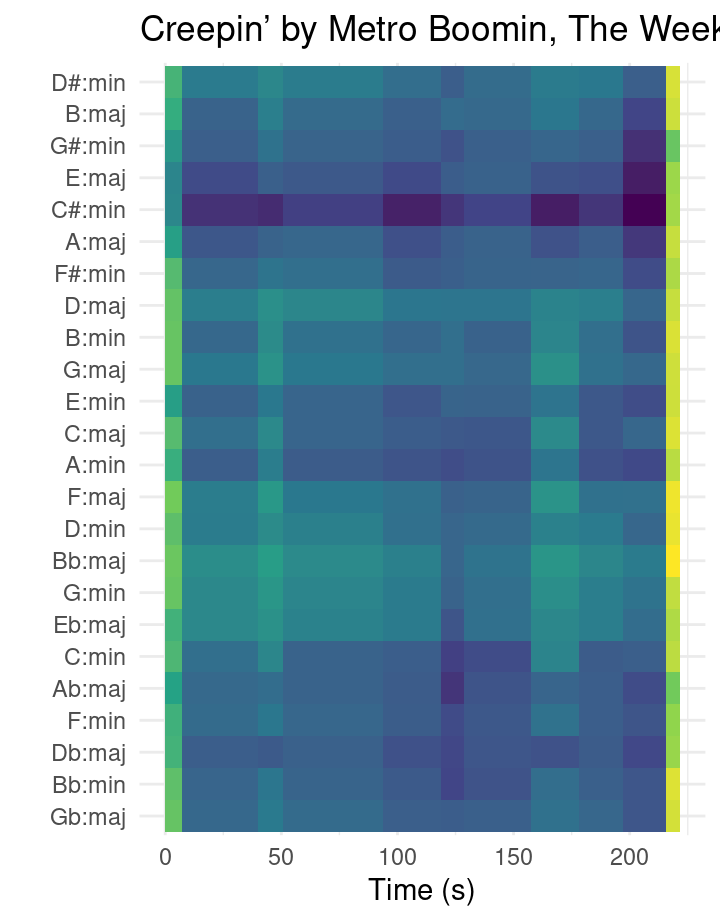 Creepin’ by Metro Boomin, The Week
D#:min
B:maj
G#:min
E:maj
C#:min
A:maj
F#:min
D:maj
B:min
G:maj
E:min
C:maj
A:min
F:maj
D:min
Bb:maj
G:min
Eb:maj
C:min
Ab:maj
F:min
Db:maj
Bb:min
Gb:maj
0 50 100 150 200
Time (s)